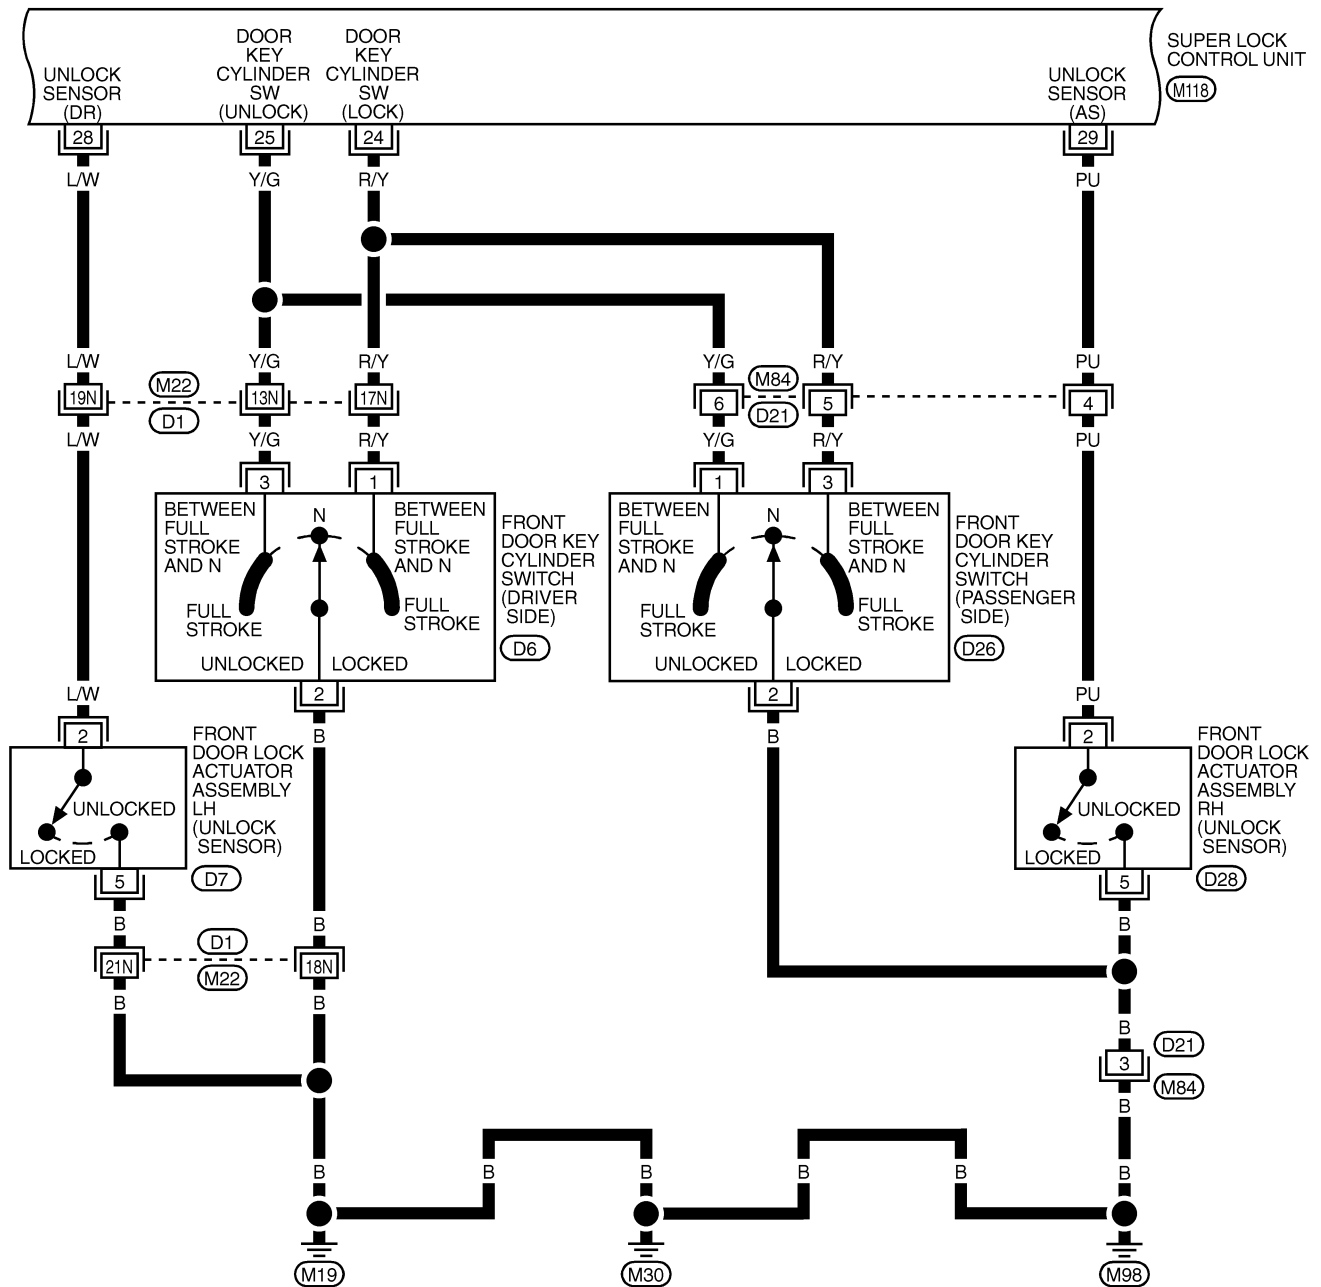 DOOR
KEY
CYLINDER
SW
(UNLOCK)
DOOR
KEY
CYLINDER
SW
(LOCK)
UNLOCK
SENSOR
(DR)
UNLOCK
SENSOR
(AS)
SUPER LOCK
CONTROL UNIT
M118
28
25
24
29
L/W
Y/G
R/Y
PU
L/W
Y/G
R/Y
Y/G
R/Y
PU
19N
M22
D1
13N
17N
6
M84
D21
5
4
L/W
Y/G
R/Y
Y/G
R/Y
PU
3
1
1
3
BETWEEN
FULL
STROKE
AND N
N
BETWEEN
FULL
STROKE
AND N
FULL
STROKE
FULL
STROKE
UNLOCKED
LOCKED
FRONT
DOOR KEY
CYLINDER
SWITCH
(DRIVER
SIDE)
D6
BETWEEN
FULL
STROKE
AND N
N
BETWEEN
FULL
STROKE
AND N
FULL
STROKE
FULL
STROKE
UNLOCKED
LOCKED
FRONT
DOOR KEY
CYLINDER
SWITCH
(PASSENGER
SIDE)
D26
L/W
2
2
PU
2
B
B
2
UNLOCKED
LOCKED
FRONT
DOOR LOCK
ACTUATOR
ASSEMBLY
LH
(UNLOCK
SENSOR)
D7
UNLOCKED
LOCKED
FRONT
DOOR LOCK
ACTUATOR
ASSEMBLY
RH
(UNLOCK
SENSOR)
D28
5
5
B
B
B
21N
D1
M22
18N
B
B
B
3
D21
M84
B
B
B
B
B
B
B
M19
M30
M98